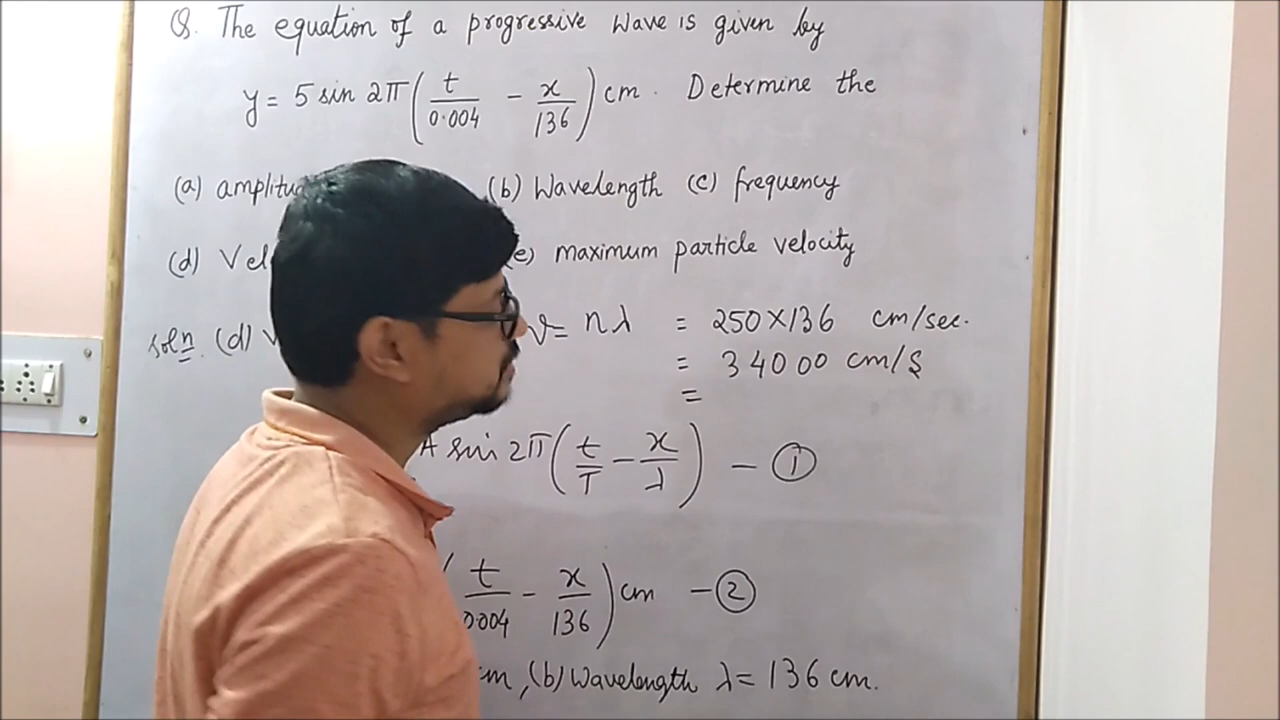 Q. The equation of a progressive wave is given by
y = 5 sin 2π (t/0.004 - x/136) cm. Determine the
(a) (b) Wavelength (c) frequency
(d) (e) maximum particle velocity
soln. (d) v = nλ = 250×136 cm/sec.
= 34000 cm/s
=
A sin 2π (t/T - x/λ) - ①
(t/0.004 - x/136) cm - ②
cm, (b) Wavelength λ = 136 cm.